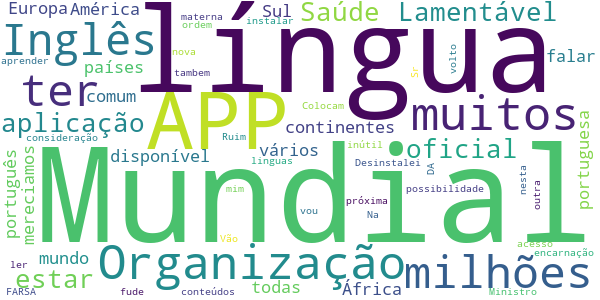 Europa América materna ordem instalar Sul Saúde Lamentável
Inglês língua falar
aprender países nova tambem volto
ter comum APP Colocam Sr muitos
aplicação continentes portuguesa
consideração Ruim inútil oficial
português mereciamos disponível vários linguas Desinstalei DA possibilidade nesta outra
Mundial
mim próxima
mundo Organização vou Na
ler estar Vão África milhões acesso encarnação
FARSA fude conteúdos todas Ministro